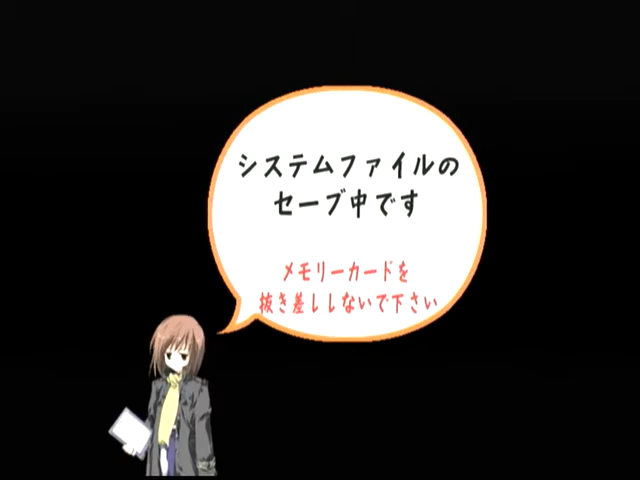 システムファイルの
セーブ中です
メモリーカードを
抜き差ししないで下さい